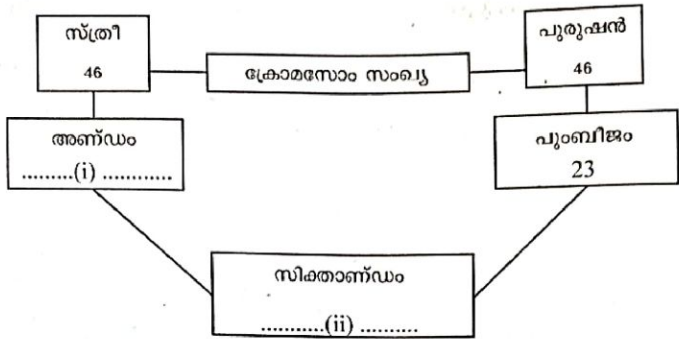 സ്ത്രീ
46
ക്രോമസോം സംഖ്യ
പുരുഷൻ
46
അണ്ഡം
.........(i) ............
പുംബീജം
23
സിക്താണ്ഡം
...........(ii) ..........